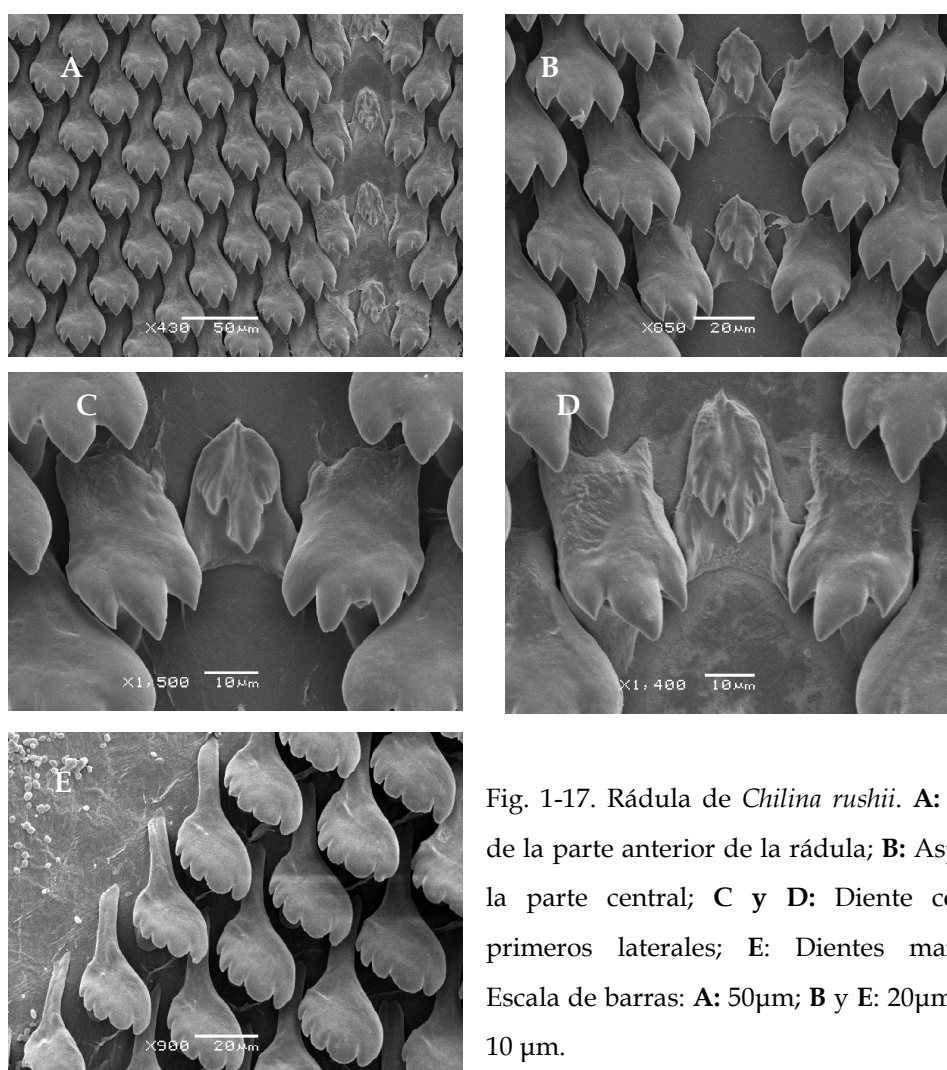 A
X430 50µm
B
X850 20µm
C
X1,500 10µm
D
X1,400 10µm
E
X900 20µm
Fig. 1-17. Rádula de Chilina rushii. A:
de la parte anterior de la rádula; B:
la parte central; C y D: Diente
primeros laterales; E: Dientes
Escala de barras: A: 50µm; B y E: 20µm
10 µm.